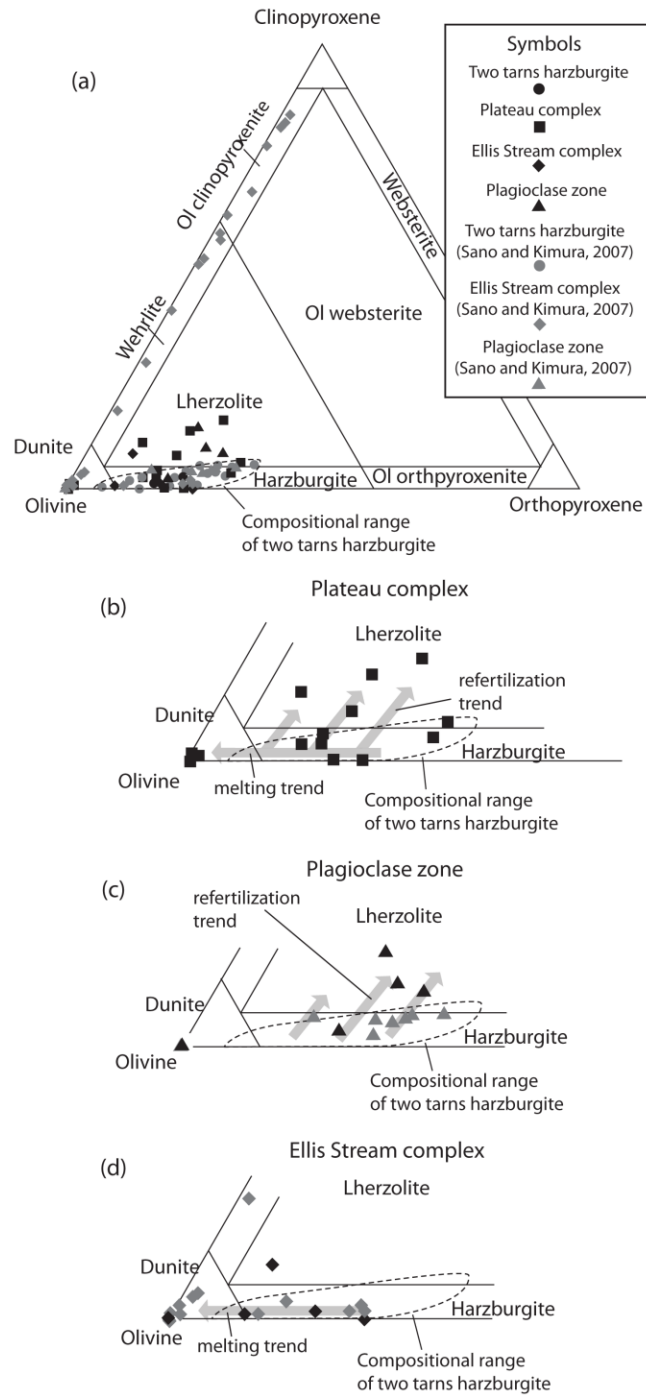 Clinopyroxene
(a)
Symbols
Two tarns harzburgite
Plateau complex
Ellis Stream complex
Plagioclase zone
Two tarns harzburgite
(Sano and Kimura, 2007)
Ellis Stream complex
(Sano and Kimura, 2007)
Plagioclase zone
(Sano and Kimura, 2007)
Ol clinopyroxenite
Websterite
Wehrlite
Ol websterite
Lherzolite
Dunite
Harzburgite
Ol orthpyroxenite
Olivine
Orthopyroxene
Compositional range
of two tarns harzburgite
Plateau complex
(b)
Lherzolite
refertilization
trend
Dunite
Harzburgite
Olivine
melting trend
Compositional range
of two tarns harzburgite
Plagioclase zone
(c)
refertilization
trend
Lherzolite
Dunite
Harzburgite
Olivine
Compositional range
of two tarns harzburgite
Ellis Stream complex
(d)
Lherzolite
Dunite
Harzburgite
Olivine
melting trend
Compositional range
of two tarns harzburgite